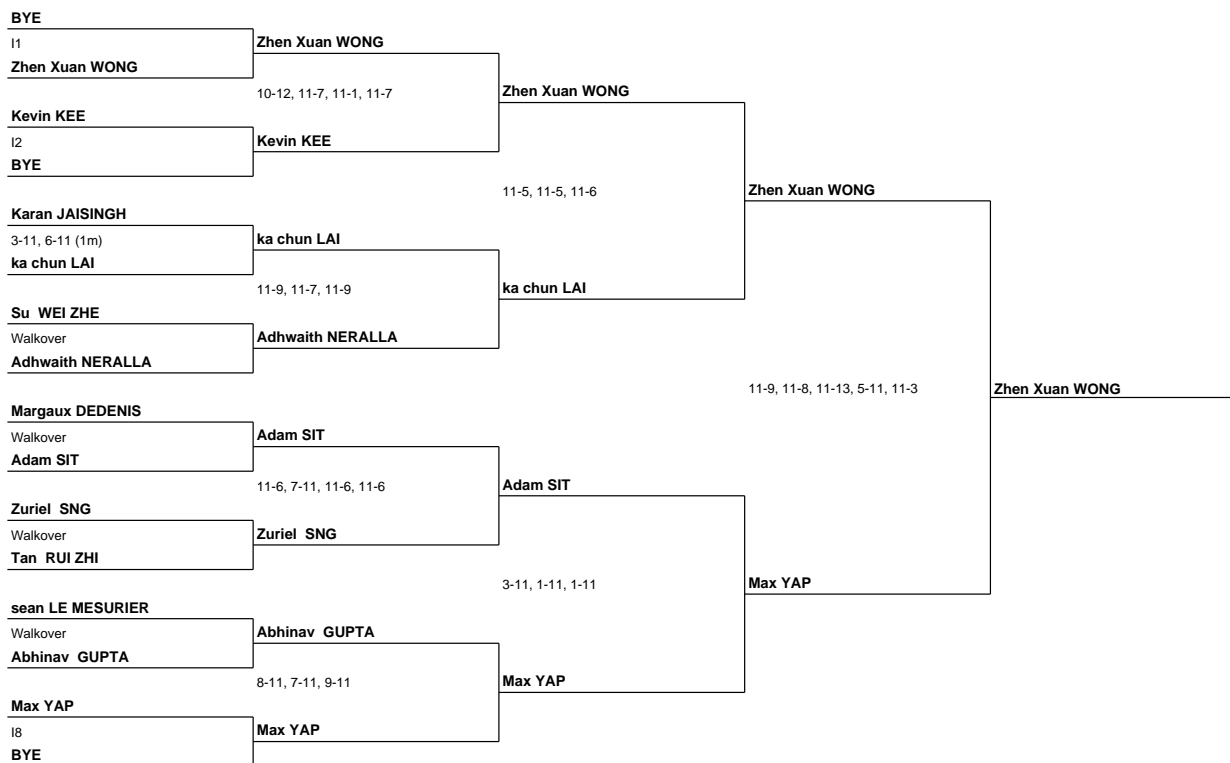 BYE
I1
Zhen Xuan WONG
Kevin KEE
I2
BYE
Karan JAISINGH
3-11, 6-11 (1m)
ka chun LAI
Su  WEI ZHE
Walkover
Adhwaith NERALLA
Margaux DEDENIS
Walkover
Adam SIT
Zuriel  SNG
Walkover
Tan  RUI ZHI
sean LE MESURIER
Walkover
Abhinav  GUPTA
Max YAP
I8
BYE
Zhen Xuan WONG
10-12, 11-7, 11-1, 11-7
Kevin KEE
ka chun LAI
11-9, 11-7, 11-9
Adhwaith NERALLA
Adam SIT
11-6, 7-11, 11-6, 11-6
Zuriel  SNG
Abhinav  GUPTA
8-11, 7-11, 9-11
Max YAP
Zhen Xuan WONG
11-5, 11-5, 11-6
ka chun LAI
Adam SIT
3-11, 1-11, 1-11
Max YAP
Zhen Xuan WONG
11-9, 11-8, 11-13, 5-11, 11-3
Max YAP
Zhen Xuan WONG